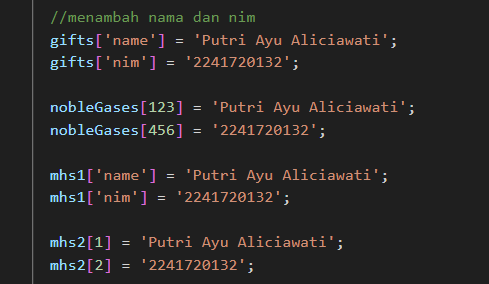 //menambah nama dan nim
gifts['name'] = 'Putri Ayu Aliciawati';
gifts['nim'] = '2241720132';
nobleGases[123] = 'Putri Ayu Aliciawati';
nobleGases[456] = '2241720132';
mhs1['name'] = 'Putri Ayu Aliciawati';
mhs1['nim'] = '2241720132';
mhs2[1] = 'Putri Ayu Aliciawati';
mhs2[2] = '2241720132';